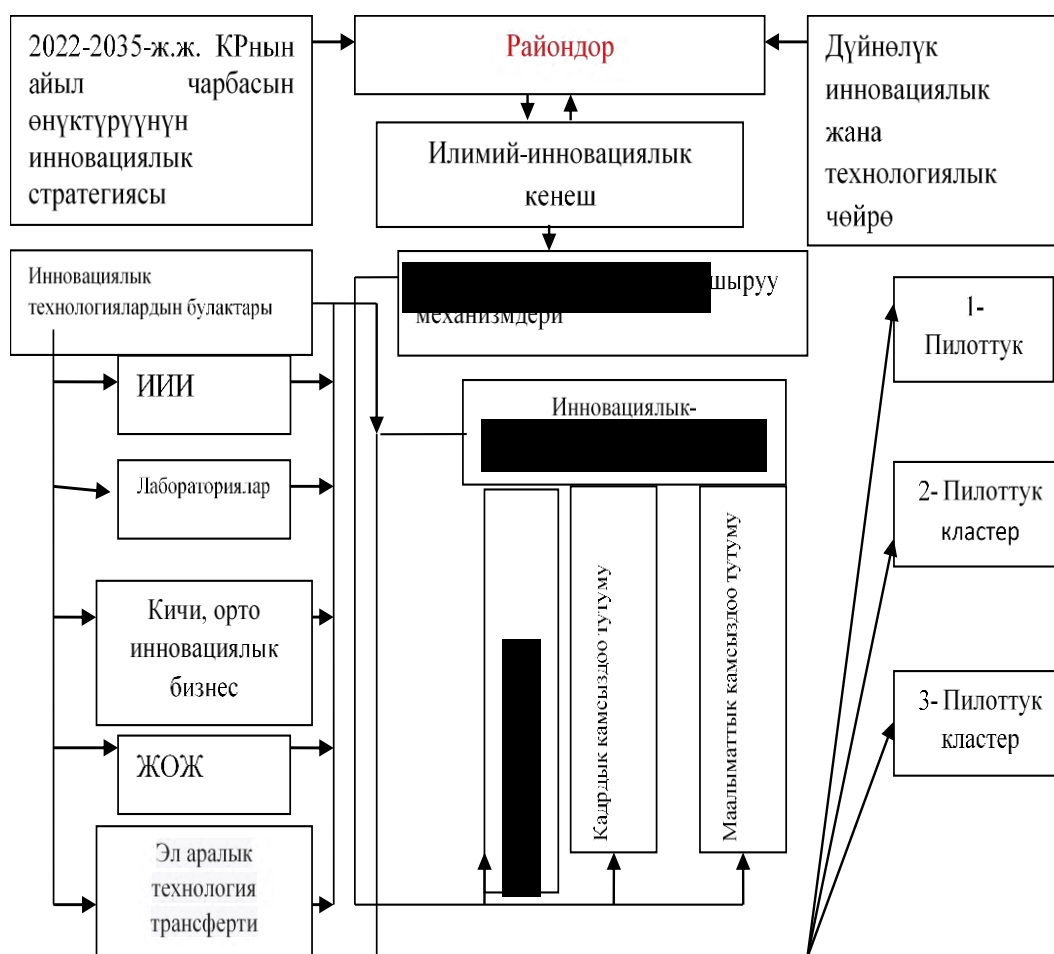 2022-2035-ж.ж. КРнын
айыл чарбасын
өнүктүрүүнүн
инновациялык
стратегиясы
Райондор
Дүйнөлүк
инновациялык
жана
технологиялык
чөйрө
Илимий-инновациялык
кенеш
Инновациялык
технологиялардын булактары
шыруу
механизмдери
1-
Пилоттук
ИИИ
Инновациялык-
Лабораториялар
2- Пилоттук
кластер
Кадрдык камсыздоо тутуму
Маалыматтык камсыздоо тутуму
Кичи, орто
инновациялык
бизнес
3- Пилоттук
кластер
ЖОЖ
Эл аралык
технология
трансферти